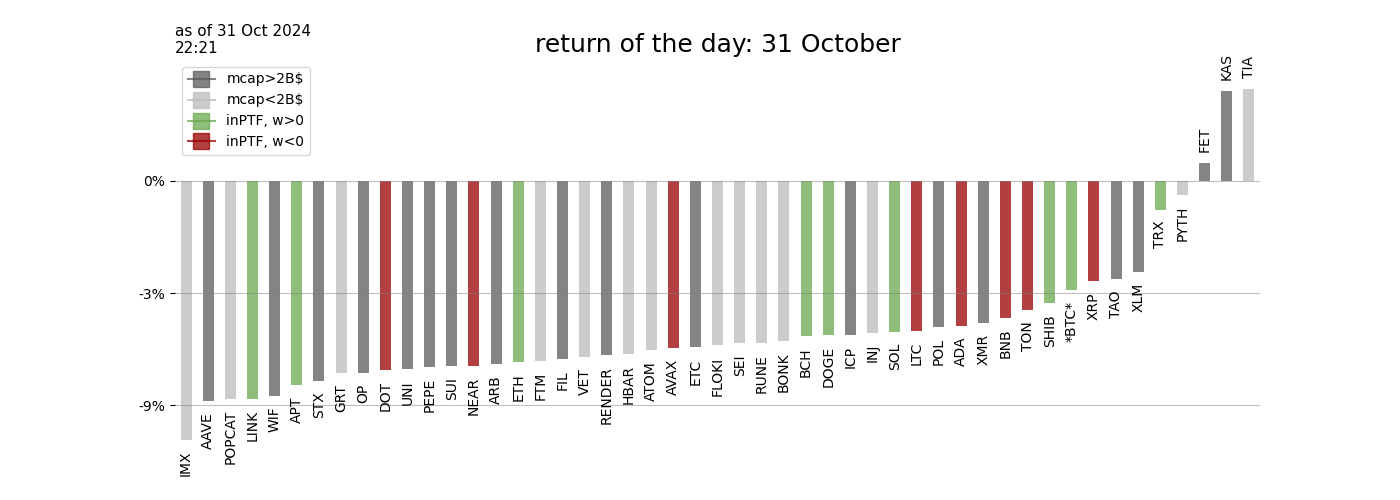 as of 31 Oct 2024
22:21
return of the day: 31 October
mcap>2B$
mcap<2B$
inPTF, w>0
inPTF, w<0
0%
-3%
-9%
IMX
AAVE
POPCAT
LINK
WIF
APT
STX
GRT
OP
DOT
UNI
PEPE
SUI
NEAR
ARB
ETH
FTM
FIL
VET
RENDER
HBAR
ATOM
AVAX
ETC
FLOKI
SEI
RUNE
BONK
BCH
DOGE
ICP
INJ
SOL
LTC
POL
ADA
XMR
BNB
TON
SHIB
*BTC*
XRP
TAO
XLM
TRX
PYTH
FET
KAS
TIA